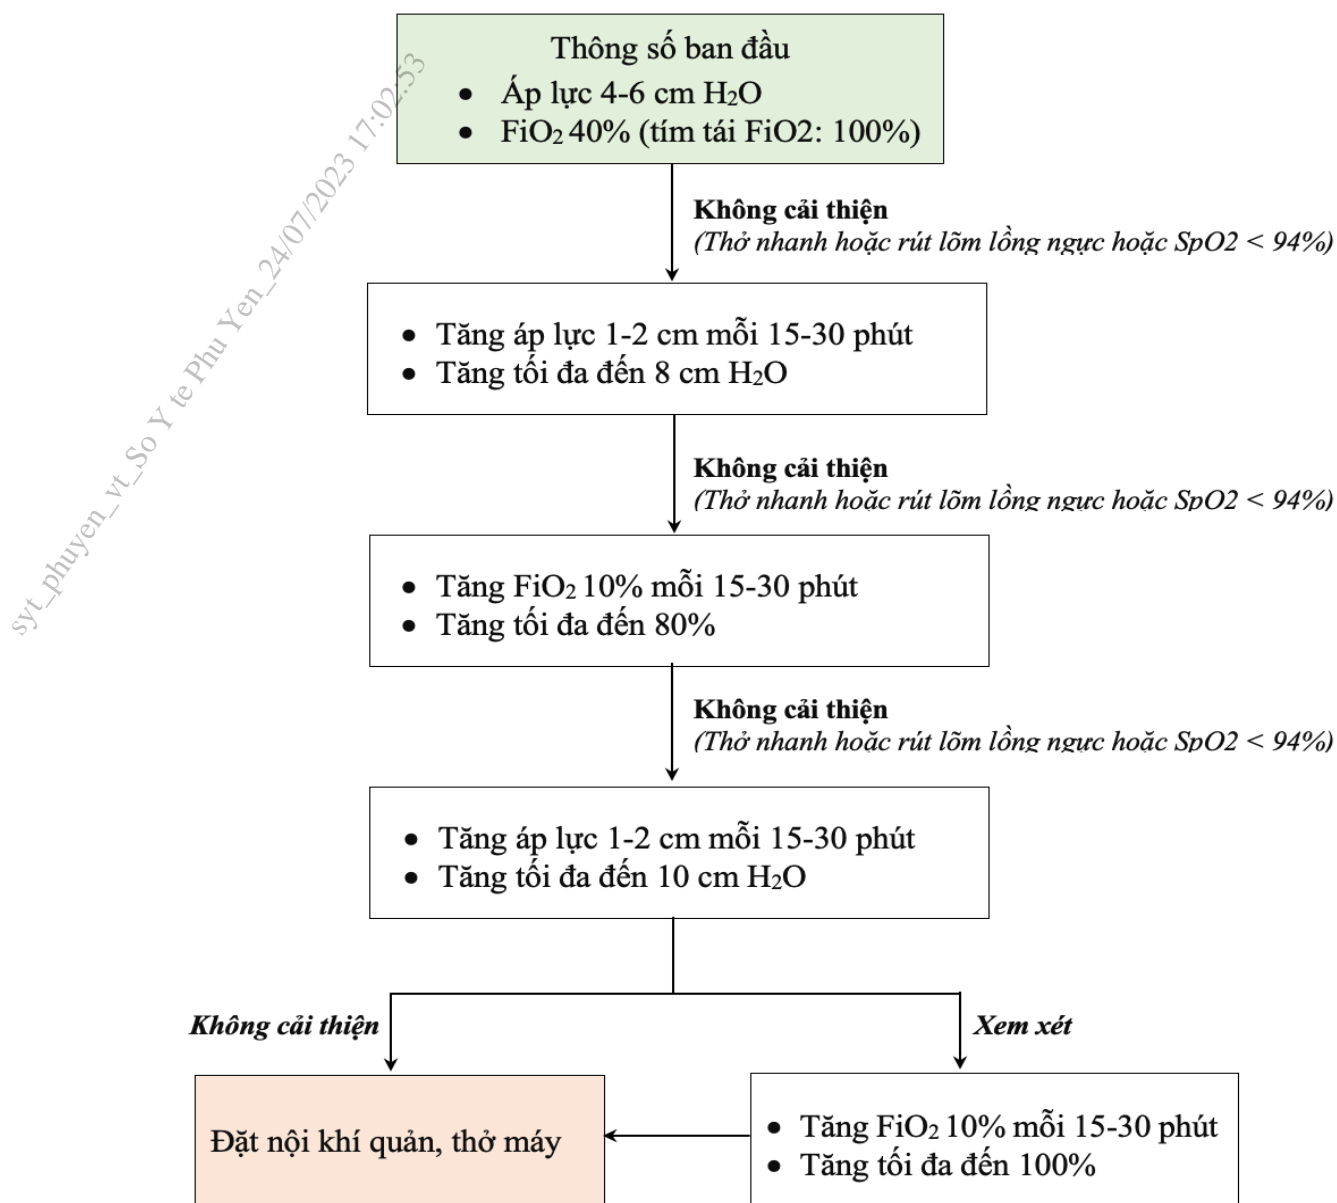 Thông số ban đầu
• Áp lực 4-6 cm H₂O
• FiO₂ 40% (tím tái FiO2: 100%)
syt_phuyen_vt_So Y te Phu Yen_24/07/2023 17:02:53
Không cải thiện
(Thở nhanh hoặc rút lõm lồng ngực hoặc SpO2 < 94%)
• Tăng áp lực 1-2 cm mỗi 15-30 phút
• Tăng tối đa đến 8 cm H₂O
Không cải thiện
(Thở nhanh hoặc rút lõm lồng ngực hoặc SpO2 < 94%)
• Tăng FiO₂ 10% mỗi 15-30 phút
• Tăng tối đa đến 80%
Không cải thiện
(Thở nhanh hoặc rút lõm lồng ngực hoặc SpO2 < 94%)
• Tăng áp lực 1-2 cm mỗi 15-30 phút
• Tăng tối đa đến 10 cm H₂O
Không cải thiện
Xem xét
Đặt nội khí quản, thở máy
• Tăng FiO₂ 10% mỗi 15-30 phút
• Tăng tối đa đến 100%